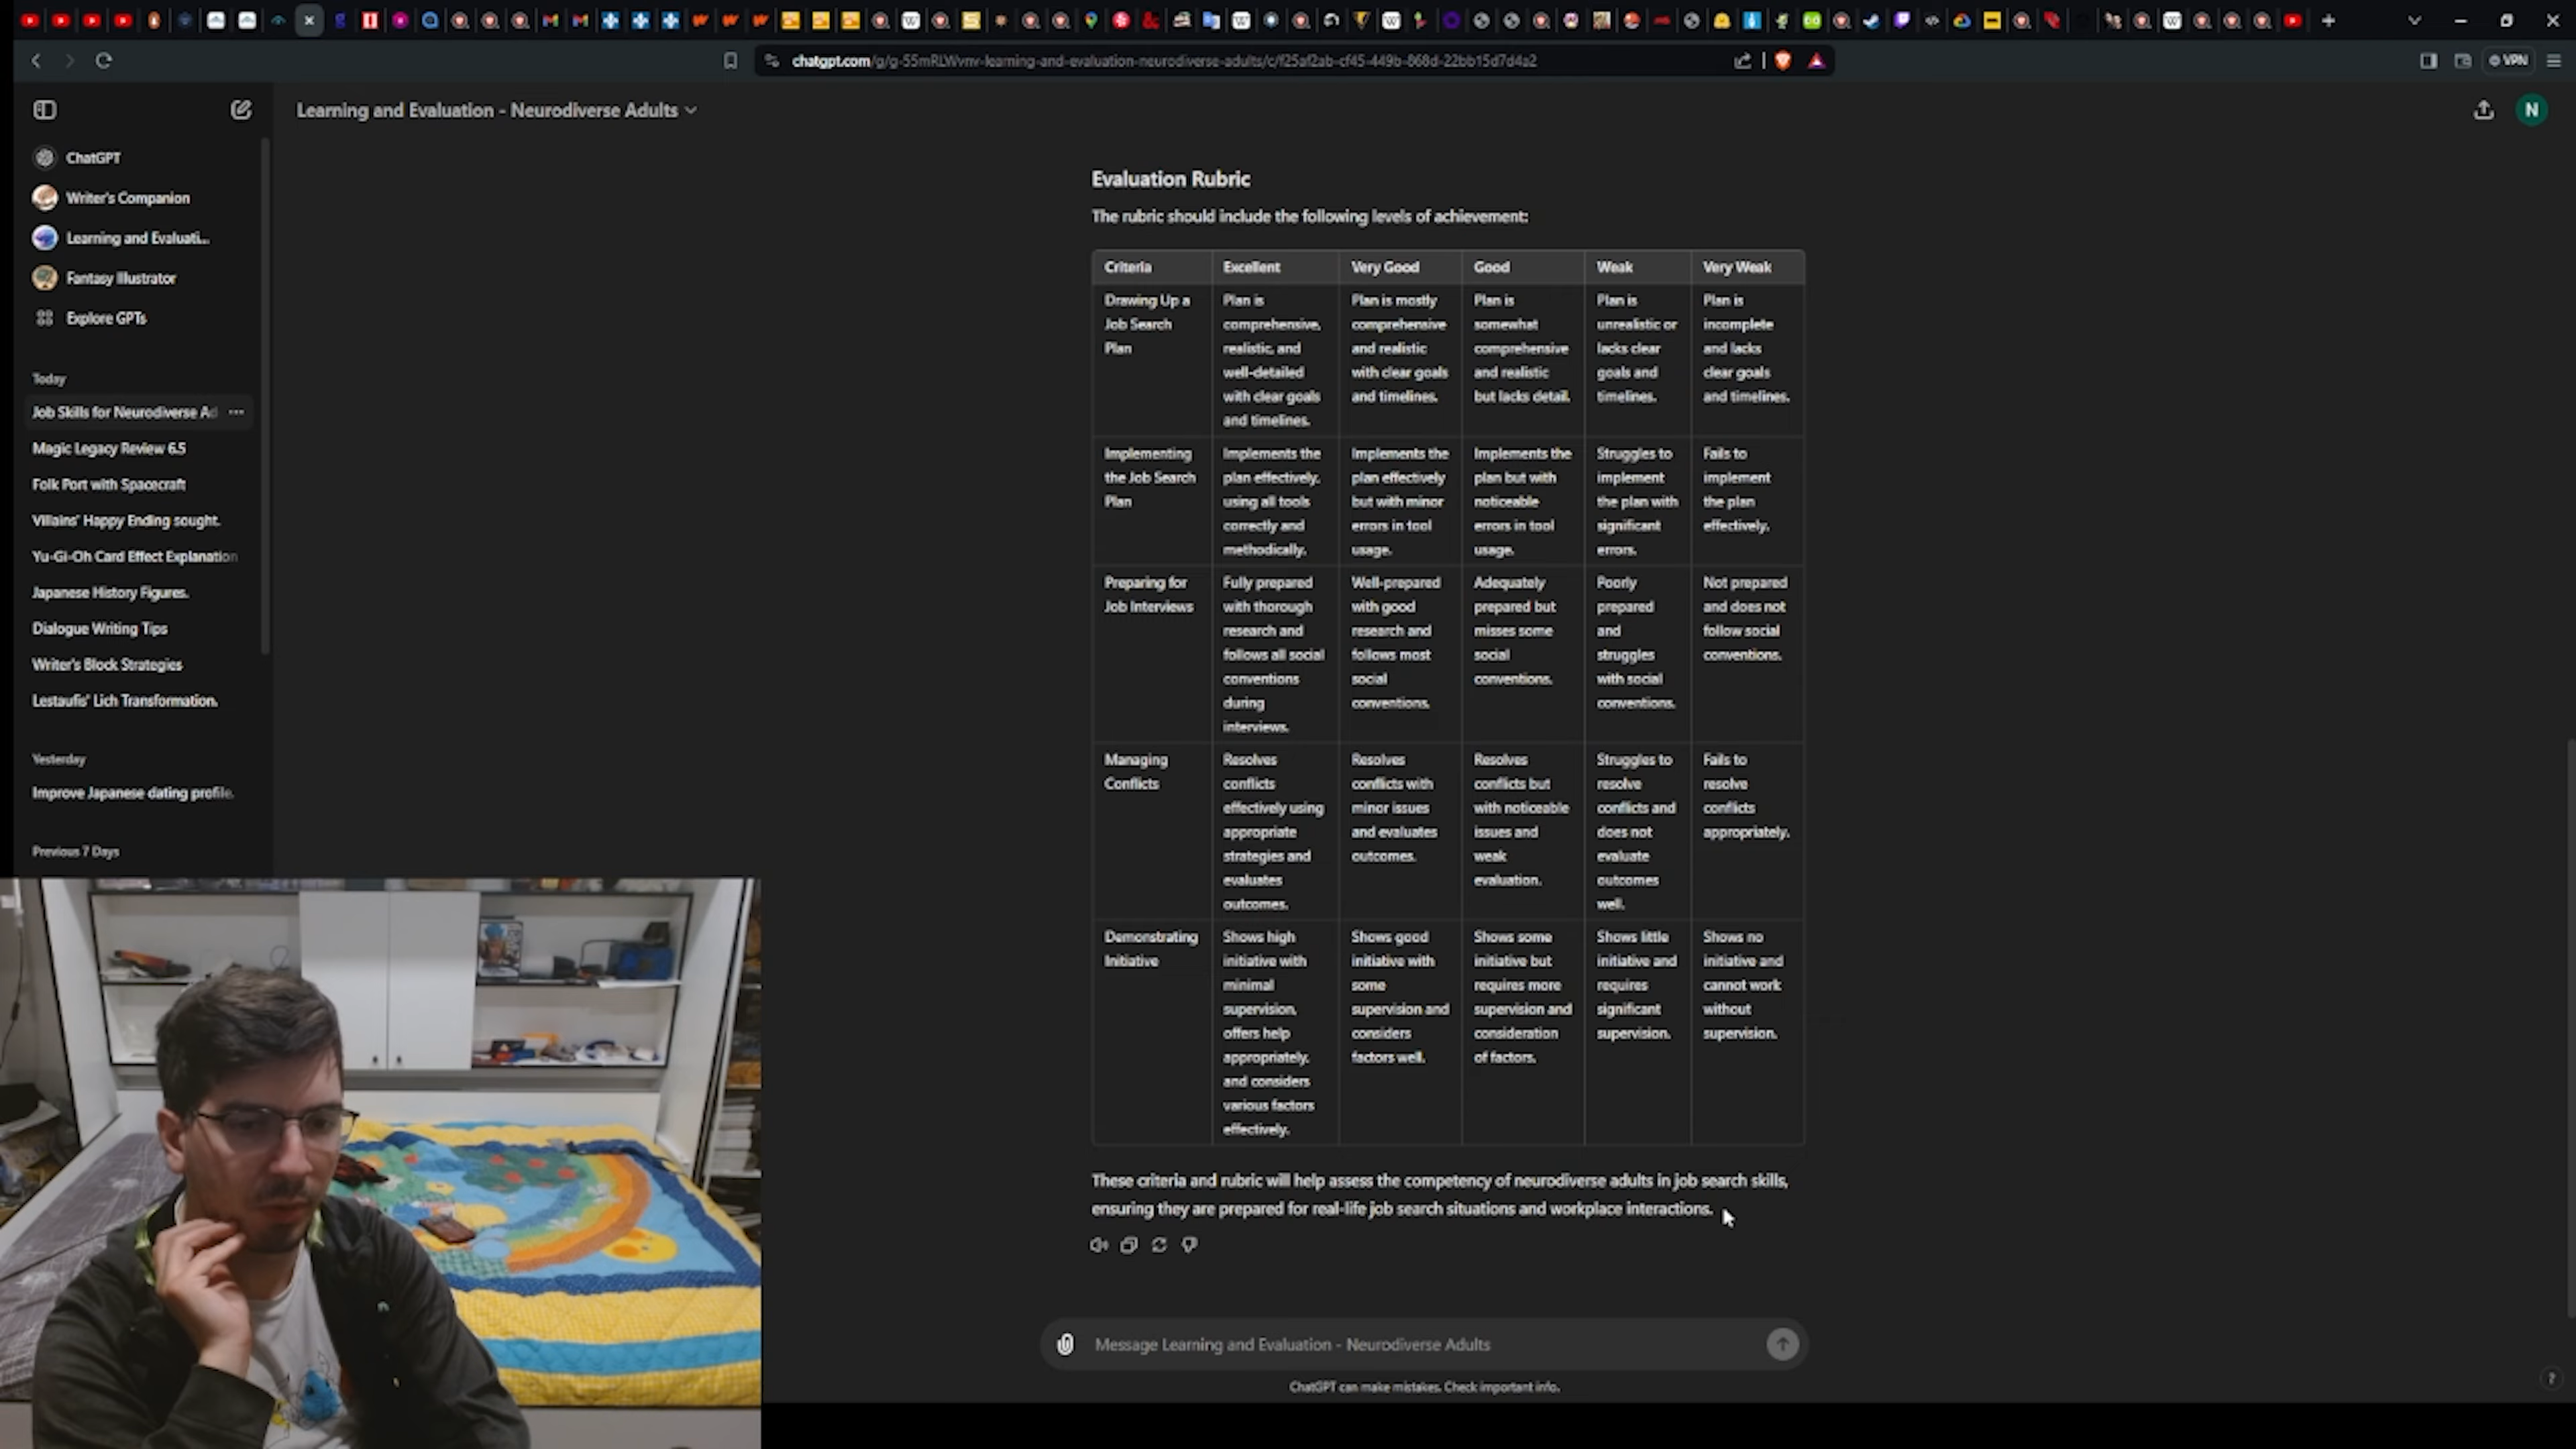 chatgpt.com/g/g-55mRLWvnv-learning-and-evaluation-neurodiverse-adults/c/f25af2ab-cf45-449b-868d-22bb15d7d4a2
VPN
Learning and Evaluation - Neurodiverse Adults
N
ChatGPT
Writer's Companion
Learning and Evaluati...
Fantasy Illustrator
Explore GPTs
Today
Job Skills for Neurodiverse Ad
Magic Legacy Review 6.5
Folk Port with Spacecraft
Villains' Happy Ending sought.
Yu-Gi-Oh Card Effect Explanation
Japanese History Figures.
Dialogue Writing Tips
Writer's Block Strategies
Lestaufis' Lich Transformation.
Yesterday
Improve Japanese dating profile.
Previous 7 Days
Evaluation Rubric
The rubric should include the following levels of achievement:
Criteria
Excellent
Very Good
Good
Weak
Very Weak
Drawing Up a
Job Search
Plan
Plan is
comprehensive,
realistic, and
well-detailed
with clear goals
and timelines.
Plan is mostly
comprehensive
and realistic
with clear goals
and timelines.
Plan is
somewhat
comprehensive
and realistic
but lacks detail.
Plan is
unrealistic or
lacks clear
goals and
timelines.
Plan is
incomplete
and lacks
clear goals
and timelines.
Implementing
the Job Search
Plan
Implements the
plan effectively,
using all tools
correctly and
methodically.
Implements the
plan effectively
but with minor
errors in tool
usage.
Implements the
plan but with
noticeable
errors in tool
usage.
Struggles to
implement
the plan with
significant
errors.
Fails to
implement
the plan
effectively.
Preparing for
Job Interviews
Fully prepared
with thorough
research and
follows all social
conventions
during
interviews.
Well-prepared
with good
research and
follows most
social
conventions.
Adequately
prepared but
misses some
social
conventions.
Poorly
prepared
and
struggles
with social
conventions.
Not prepared
and does not
follow social
conventions.
Managing
Conflicts
Resolves
conflicts
effectively using
appropriate
strategies and
evaluates
outcomes.
Resolves
conflicts with
minor issues
and evaluates
outcomes.
Resolves
conflicts but
with noticeable
issues and
weak
evaluation.
Struggles to
resolve
conflicts and
does not
evaluate
outcomes
well.
Fails to
resolve
conflicts
appropriately.
Demonstrating
Initiative
Shows high
initiative with
minimal
supervision,
offers help
appropriately,
and considers
various factors
effectively.
Shows good
initiative with
some
supervision and
considers
factors well.
Shows some
initiative but
requires more
supervision and
consideration
of factors.
Shows little
initiative and
requires
significant
supervision.
Shows no
initiative and
cannot work
without
supervision.
These criteria and rubric will help assess the competency of neurodiverse adults in job search skills,
ensuring they are prepared for real-life job search situations and workplace interactions.
Message Learning and Evaluation - Neurodiverse Adults
ChatGPT can make mistakes. Check important info.
?